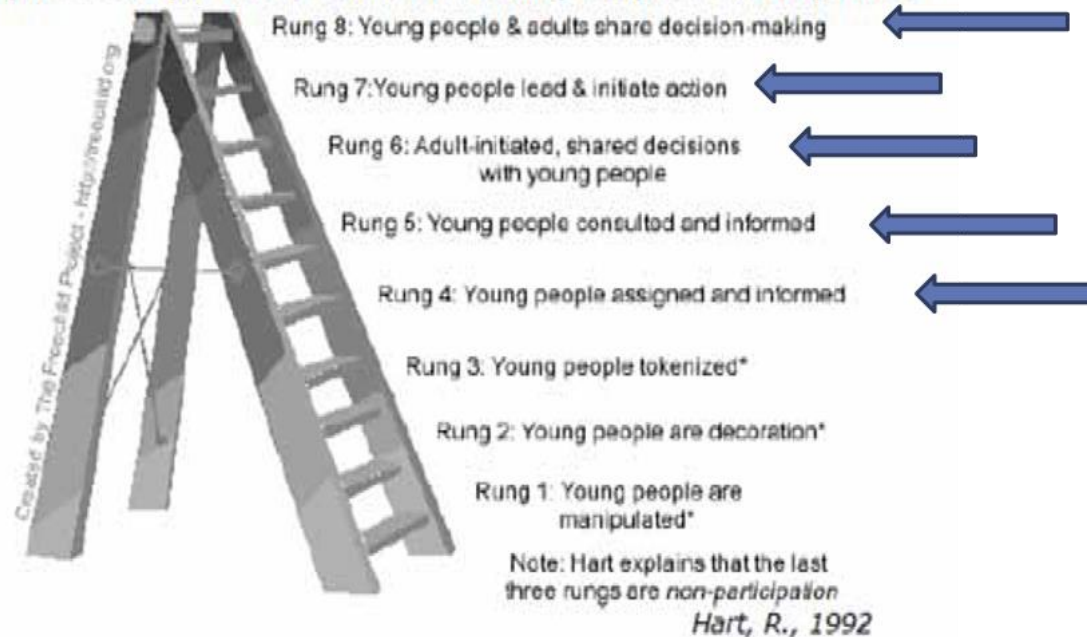 Rung 8: Young people & adults share decision-making
Rung 7:Young people lead & initiate action
Rung 6: Adult-initiated, shared decisions
with young people
Rung 5: Young people consulted and informed
Rung 4: Young people assigned and informed
Rung 3: Young people tokenized*
Rung 2: Young people are decoration*
Rung 1: Young people are
manipulated*
Note: Hart explains that the last
three rungs are non-participation
Hart, R., 1992
Created by The Freechild Project - http://freechild.org